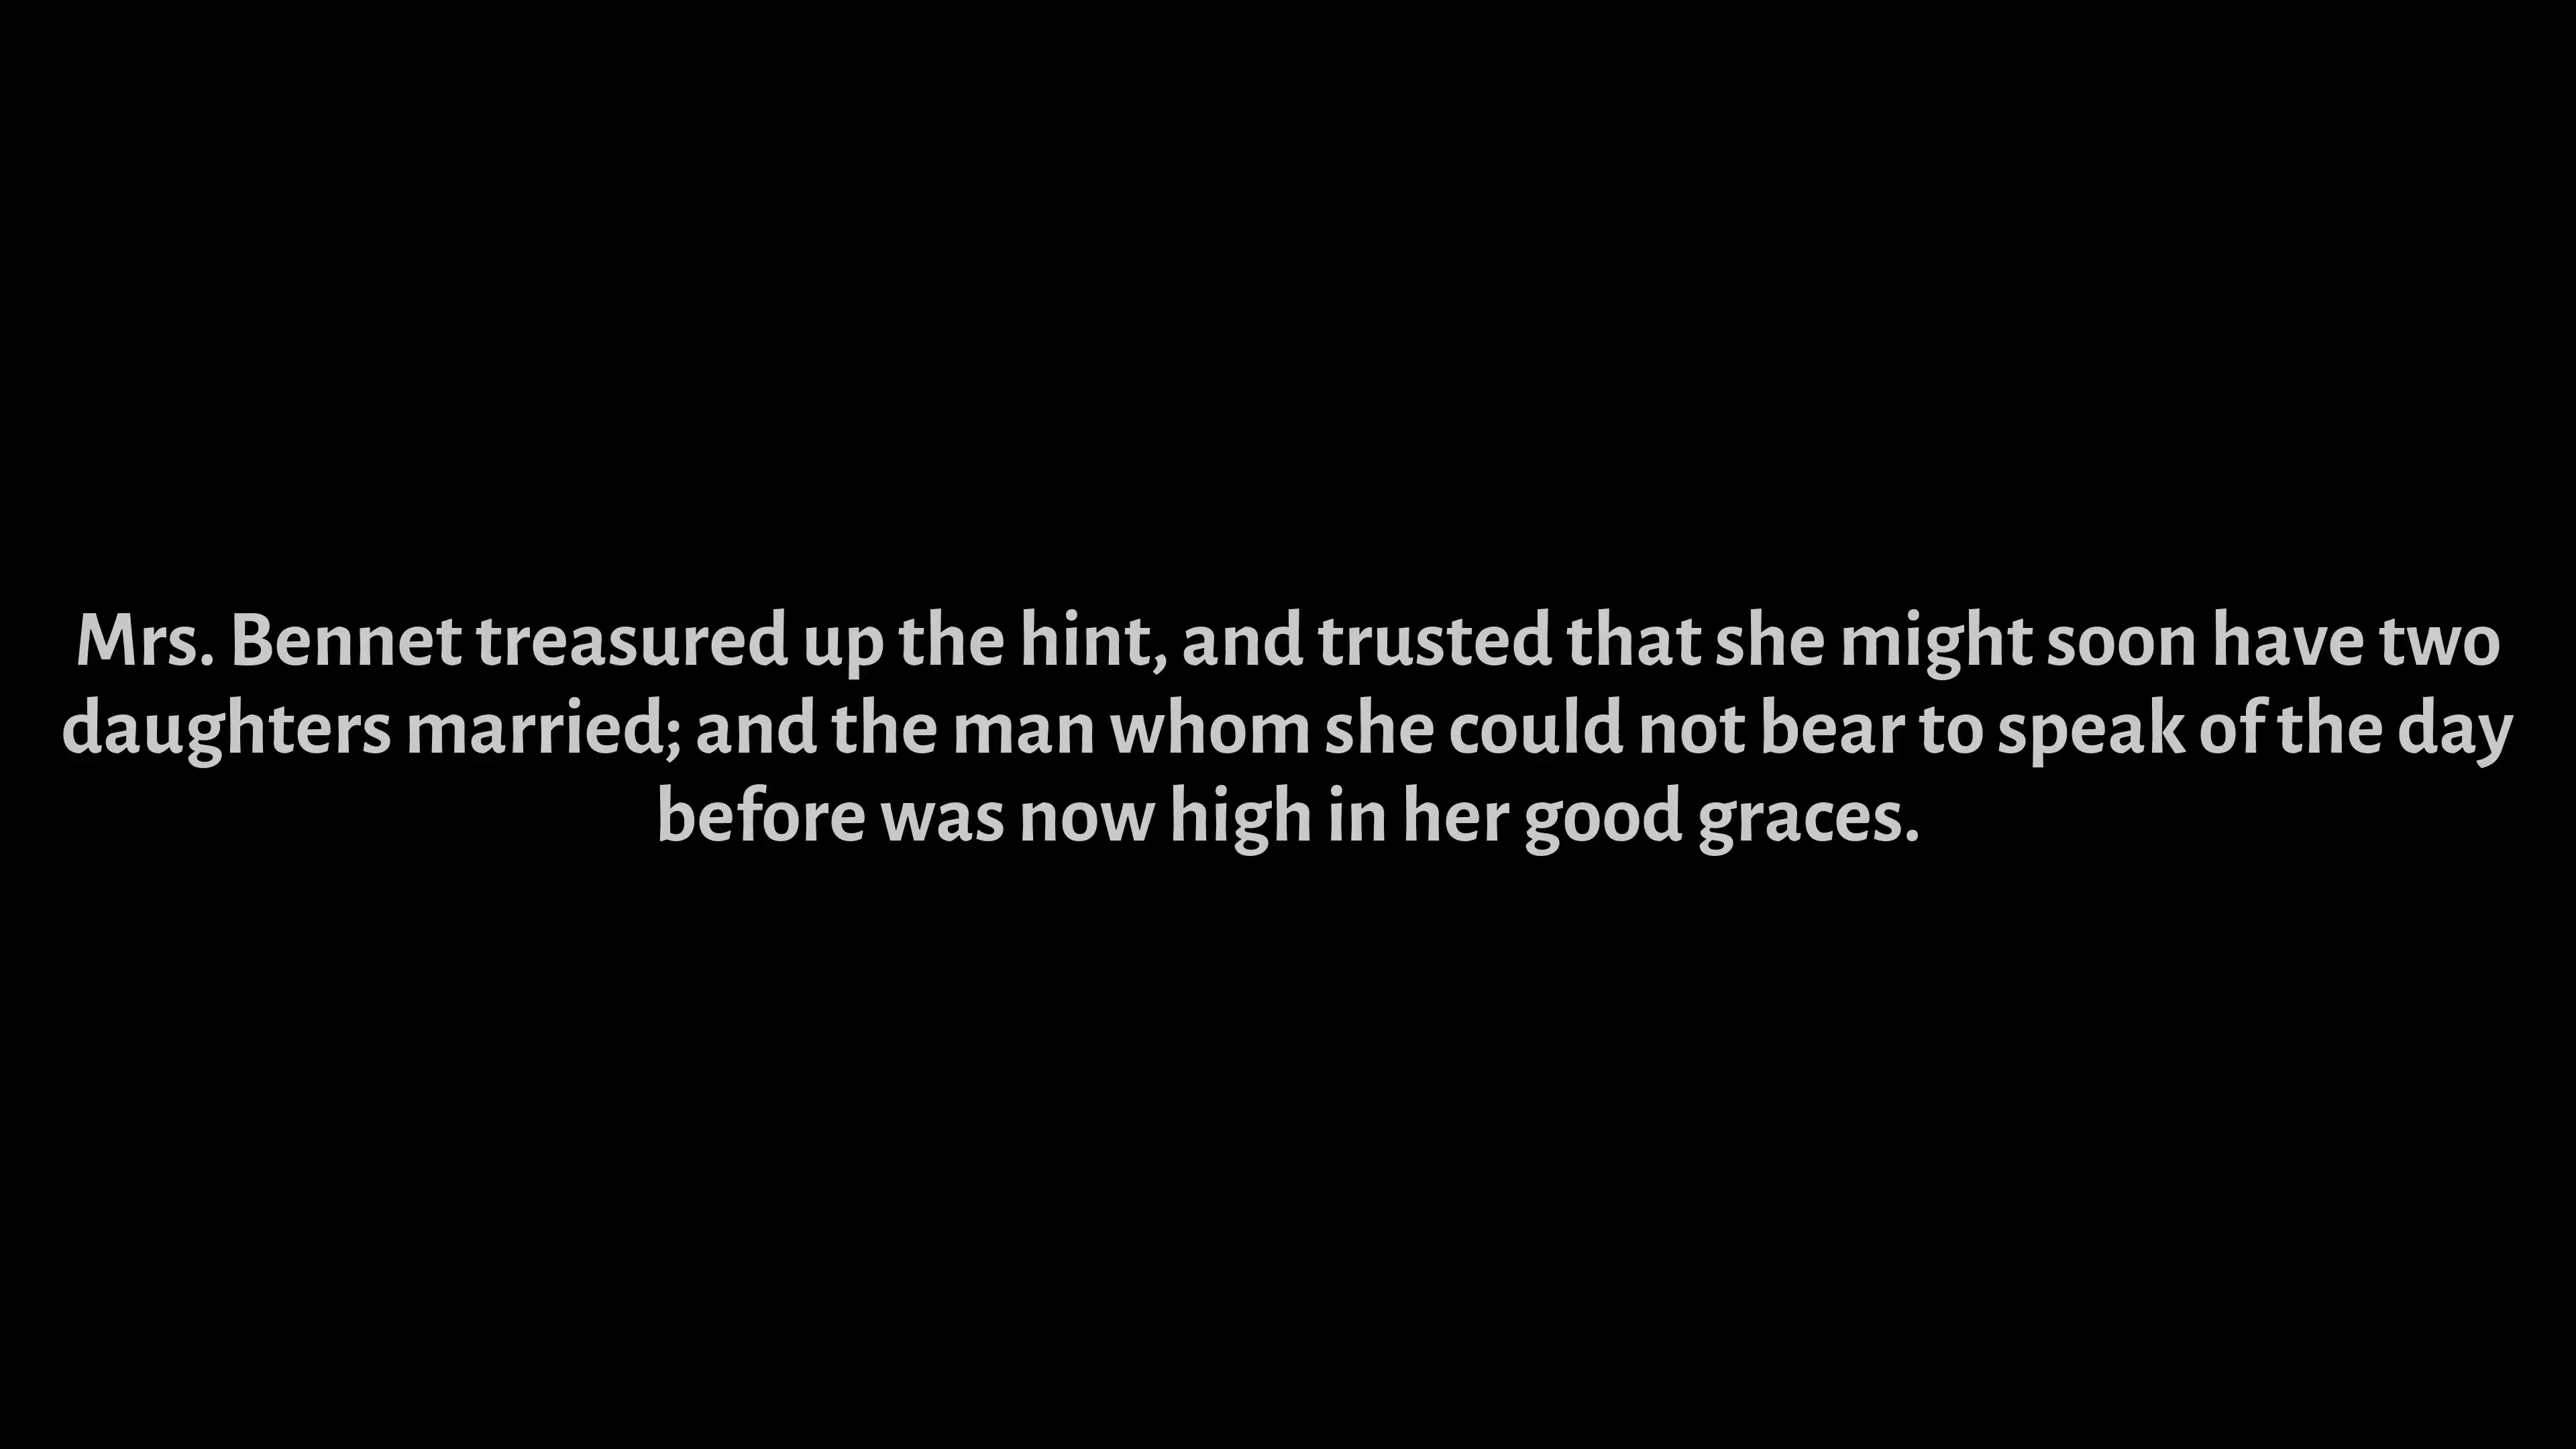 Mrs. Bennet treasured up the hint, and trusted that she might soon have two
daughters married; and the man whom she could not bear to speak of the day
before was now high in her good graces.